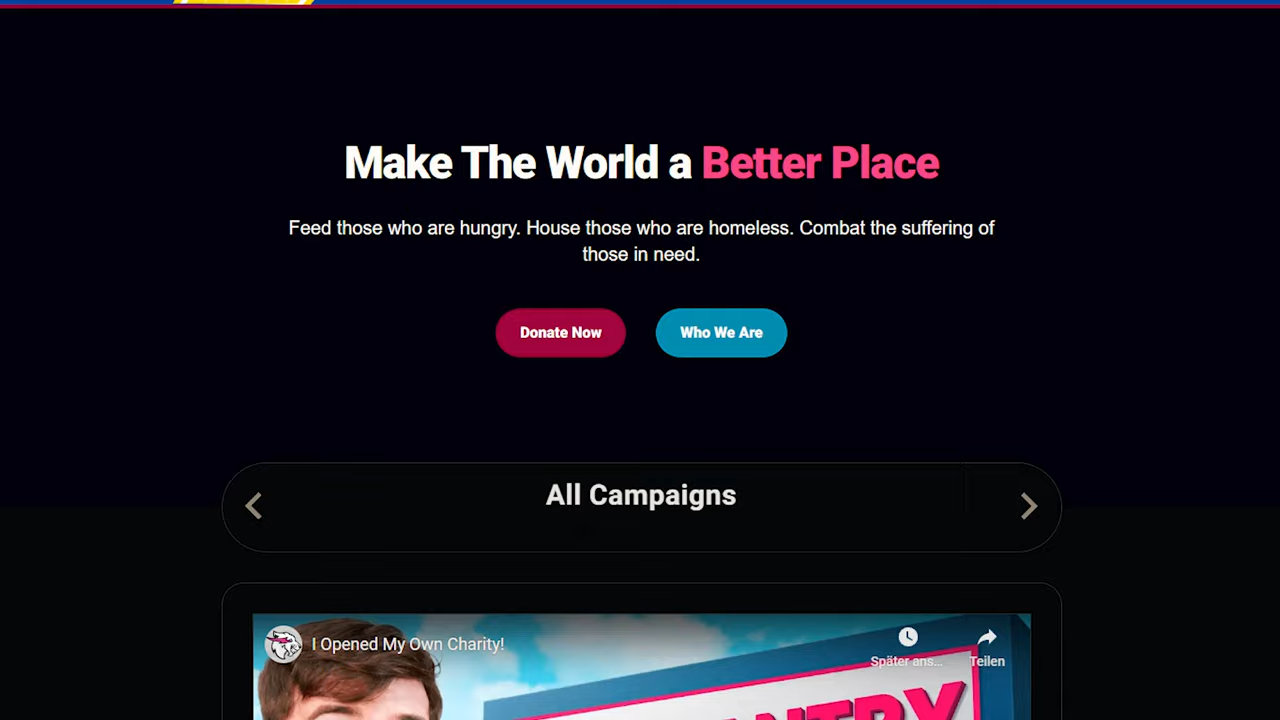 Make The World a Better Place
Feed those who are hungry. House those who are homeless. Combat the suffering of
those in need.
Donate Now
Who We Are
All Campaigns
I Opened My Own Charity!
Später ans...
Teilen